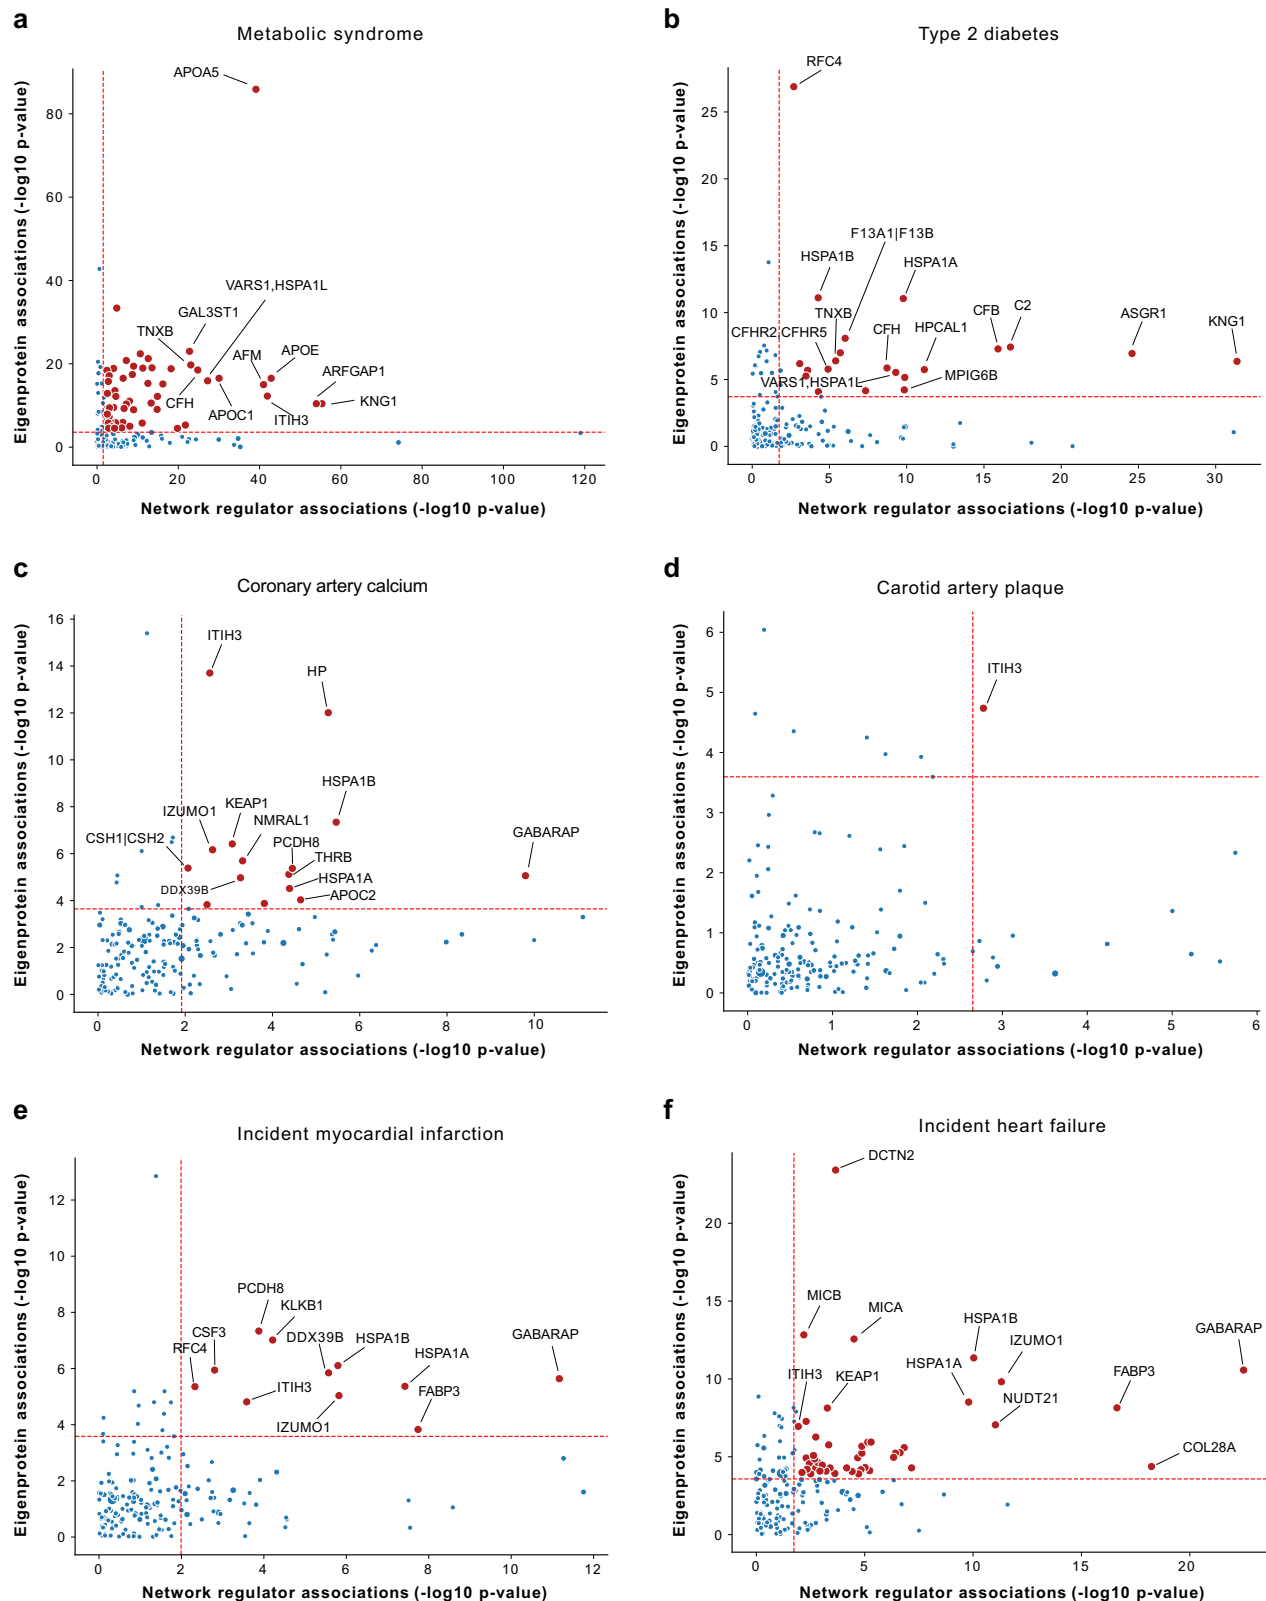 a
Metabolic syndrome
Eigenprotein associations (-log10 p-value)
80
60
40
20
0
APOA5
VARS1,HSPA1L
GAL3ST1
TNXB
AFM
APOE
ARFGAP1
KNG1
CFH
APOC1
ITIH3
0 20 40 60 80 100 120
Network regulator associations (-log10 p-value)
b
Type 2 diabetes
Eigenprotein associations (-log10 p-value)
25
20
15
10
5
0
RFC4
F13A1|F13B
HSPA1B
HSPA1A
TNXB
CFB
C2
ASGR1
KNG1
CFHR2
CFHR5
CFH
HPCAL1
VARS1,HSPA1L
MPIG6B
0 5 10 15 20 25 30
Network regulator associations (-log10 p-value)
c
Coronary artery calcium
Eigenprotein associations (-log10 p-value)
16
14
12
10
8
6
4
2
0
ITIH3
HP
HSPA1B
IZUMO1
KEAP1
NMRAL1
GABARAP
CSH1|CSH2
PCDH8
THRB
DDX39B
HSPA1A
APOC2
0 2 4 6 8 10
Network regulator associations (-log10 p-value)
d
Carotid artery plaque
Eigenprotein associations (-log10 p-value)
6
5
4
3
2
1
0
ITIH3
0 1 2 3 4 5 6
Network regulator associations (-log10 p-value)
e
Incident myocardial infarction
Eigenprotein associations (-log10 p-value)
12
10
8
6
4
2
0
PCDH8
KLKB1
CSF3
DDX39B
HSPA1B
GABARAP
RFC4
HSPA1A
ITIH3
FABP3
IZUMO1
0 2 4 6 8 10 12
Network regulator associations (-log10 p-value)
f
Incident heart failure
Eigenprotein associations (-log10 p-value)
20
15
10
5
0
DCTN2
MICB
MICA
HSPA1B
IZUMO1
GABARAP
HSPA1A
ITIH3
KEAP1
FABP3
NUDT21
COL28A
0 5 10 15 20
Network regulator associations (-log10 p-value)